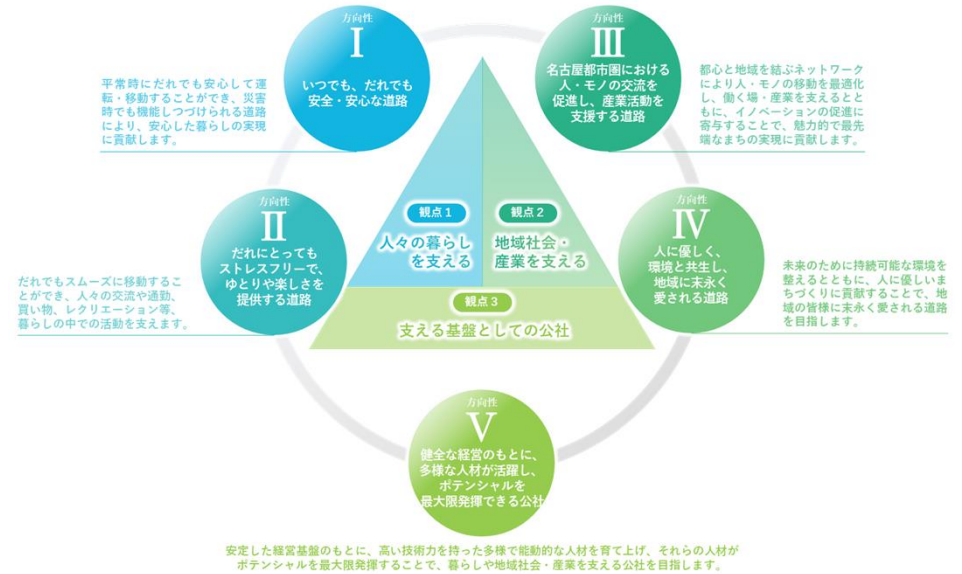 方向性
I
いつでも、だれでも
安全・安心な道路
平常時にだれでも安心して運
転・移動することができ、災害
時でも機能しつづけられる道路
により、安心した暮らしの実現
に貢献します。
方向性
II
だれにとっても
ストレスフリーで、
ゆとりや楽しさを
提供する道路
だれでもスムーズに移動するこ
とができ、人々の交流や通勤、
買い物、レクリエーション等、
暮らしの中での活動を支えます。
方向性
III
名古屋都市圏における
人・モノの交流を
促進し、産業活動を
支援する道路
都心と地域を結ぶネットワーク
により人・モノの移動を最適化
し、働く場・産業を支えるとと
もに、イノベーションの促進に
寄与することで、魅力的で最先
端なまちの実現に貢献します。
方向性
IV
人に優しく、
環境と共生し、
地域に末永く
愛される道路
未来のために持続可能な環境を
整えるとともに、人に優しいま
ちづくりに貢献することで、地
域の皆様に末永く愛される道路
を目指します。
観点1
人々の暮らし
を支える
観点2
地域社会・
産業を支える
観点3
支える基盤としての公社
方向性
V
健全な経営のもとに、
多様な人材が活躍し、
ポテンシャルを
最大限発揮できる公社
安定した経営基盤のもとに、高い技術力を持った多様で能動的な人材を育て上げ、それらの人材が
ポテンシャルを最大限発揮することで、暮らしや地域社会・産業を支える公社を目指します。